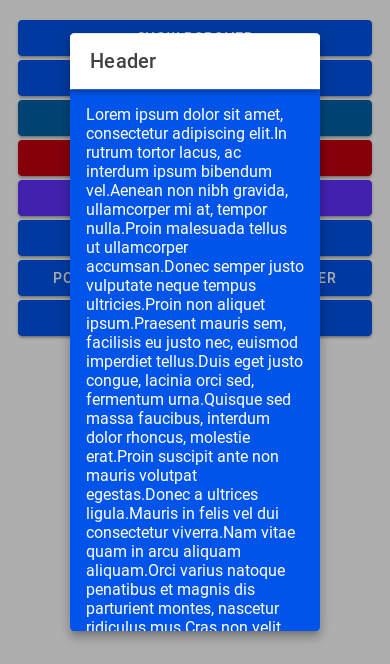 Header
Lorem ipsum dolor sit amet,
consectetur adipiscing elit.In
rutrum tortor lacus, ac
interdum ipsum bibendum
vel.Aenean non nibh gravida,
ullamcorper mi at, tempor
nulla.Proin malesuada tellus
ut ullamcorper
accumsan.Donec semper justo
vulputate neque tempus
ultricies.Proin non aliquet
ipsum.Praesent mauris sem,
facilisis eu justo nec, euismod
imperdiet tellus.Duis eget justo
congue, lacinia orci sed,
fermentum urna.Quisque sed
massa faucibus, interdum
dolor rhoncus, molestie
erat.Proin suscipit ante non
mauris volutpat
egestas.Donec a ultrices
ligula.Mauris in felis vel dui
consectetur viverra.Nam vitae
quam in arcu aliquam
aliquam.Orci varius natoque
penatibus et magnis dis
parturient montes, nascetur
ridiculus mus.Cras non velit